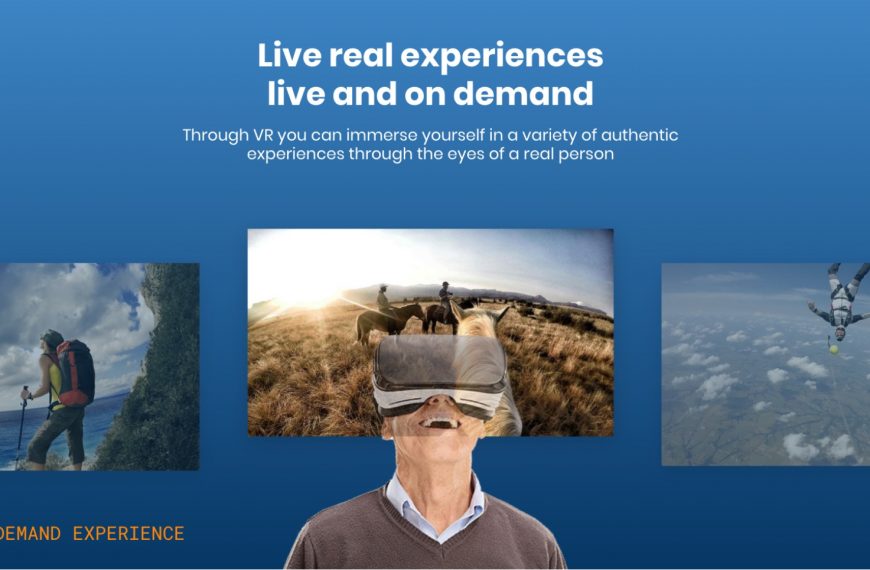 Live real experiences
live and on demand
Through VR you can immerse yourself in a variety of authentic
experiences through the eyes of a real person
DEMAND EXPERIENCE